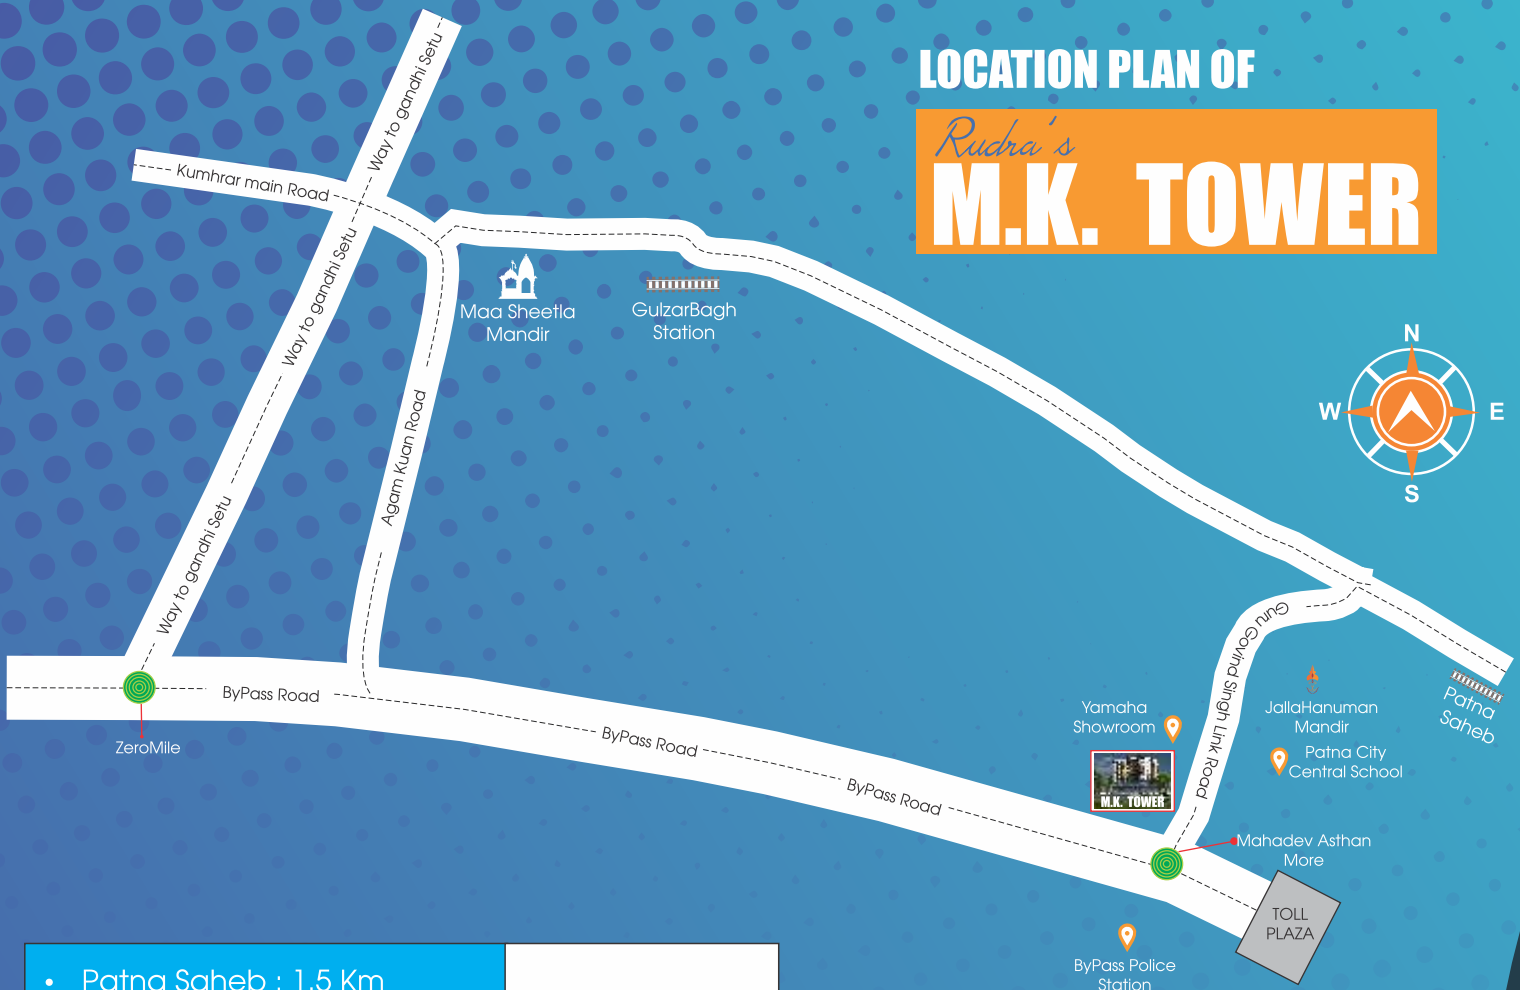 LOCATION PLAN OF
Rudra's
M.K. TOWER
Way to gandhi Setu
Kumhrar main Road
Way to gandhi Setu
Maa Sheetla
Mandir
GulzarBagh
Station
N
W
E
S
Agam Kuan Road
Way to gandhi Setu
Guru Govind Singh Link Road
ByPass Road
ZeroMile
ByPass Road
ByPass Road
Yamaha
Showroom
M.K. TOWER
JallaHanuman
Mandir
Patna
Saheb
Patna City
Central School
Mahadev Asthan
More
TOLL
PLAZA
ByPass Police
Station
• Patna Saheb : 1.5 Km